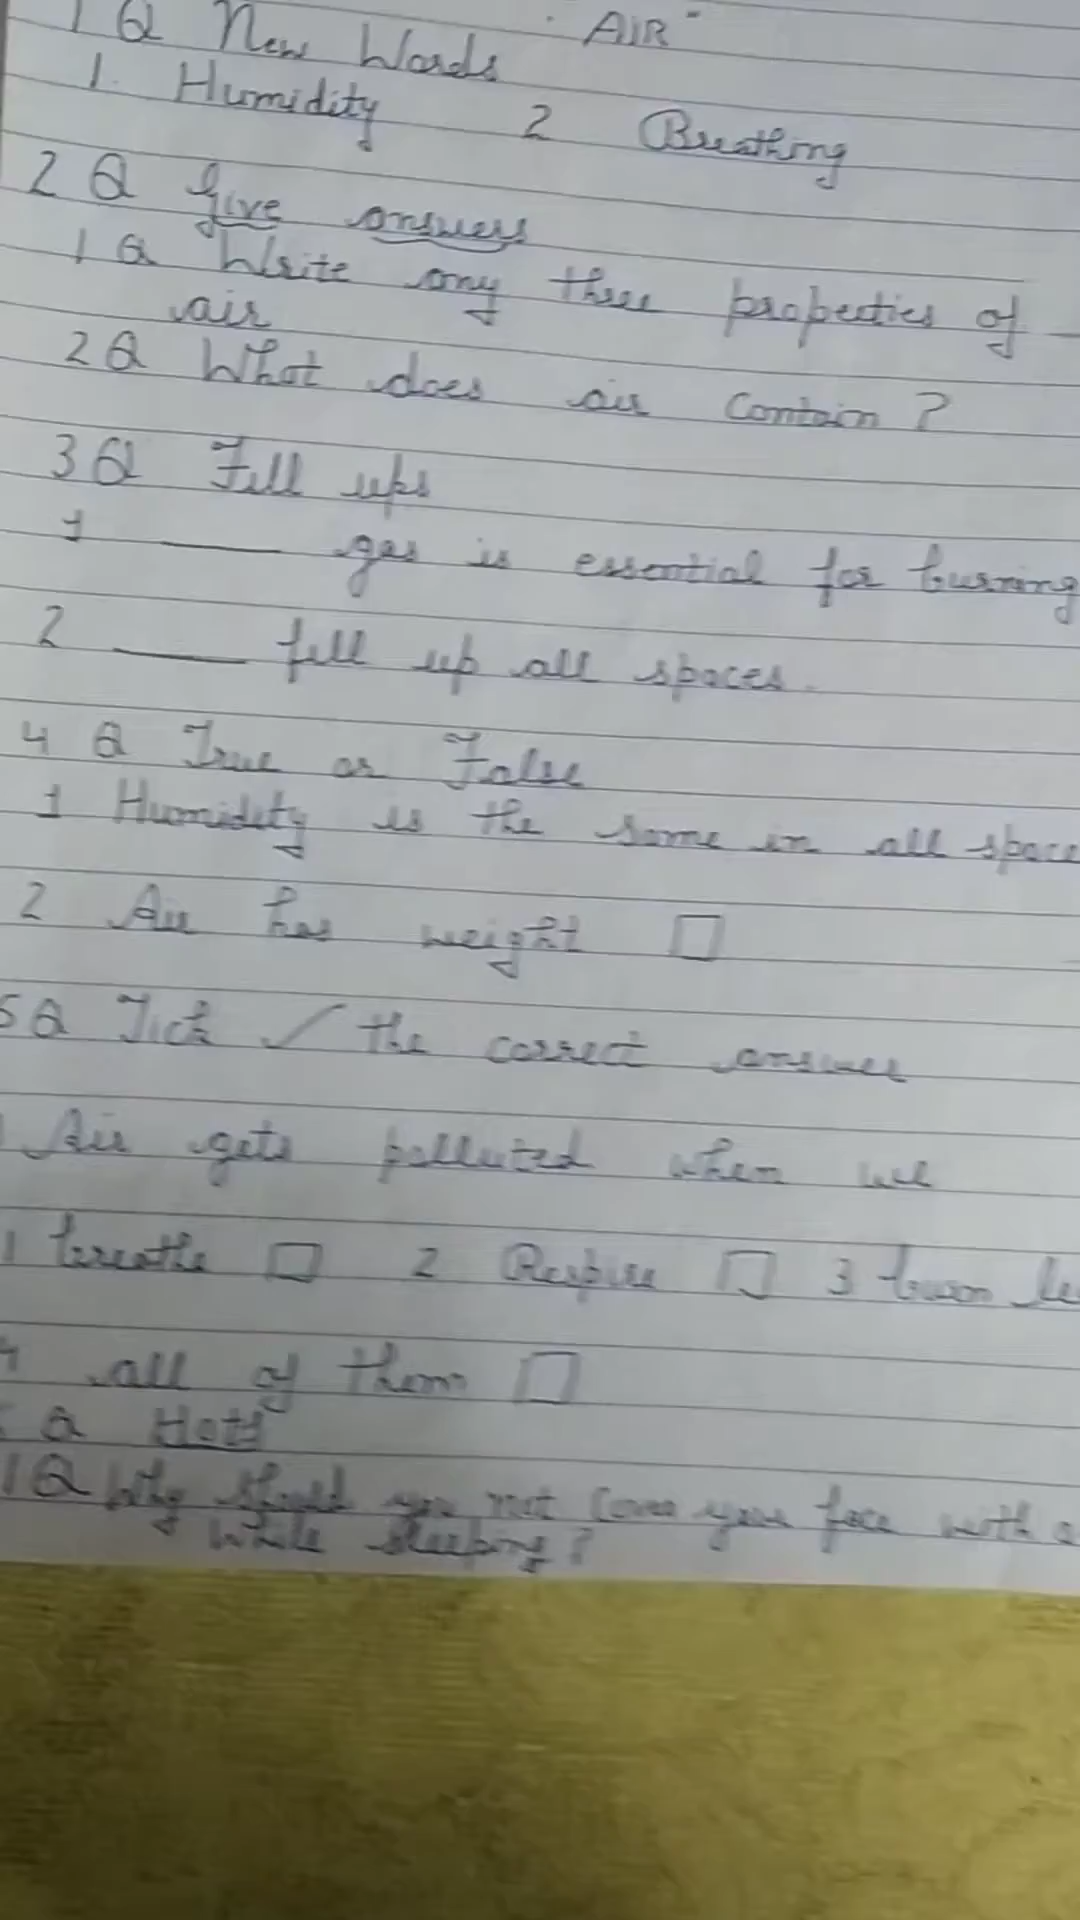 "AIR"
1 Q New Words
1. Humidity 2 Breathing
2 Q Give answers
1 Q Write any three properties of
air
2 Q What does air contain ?
3 Q Fill ups
1 ___ gas is essential for burning
2 ___ fill up all spaces.
4 Q True or False
1 Humidity is the same in all space
2 Air has weight □
5 Q Tick ✓ the correct answer
Air gets polluted when we
1 breathe □ 2 Respire □ 3 burn le
4 all of them □
Q Hots
1 Q Why should you not cover your face with a
while sleeping ?